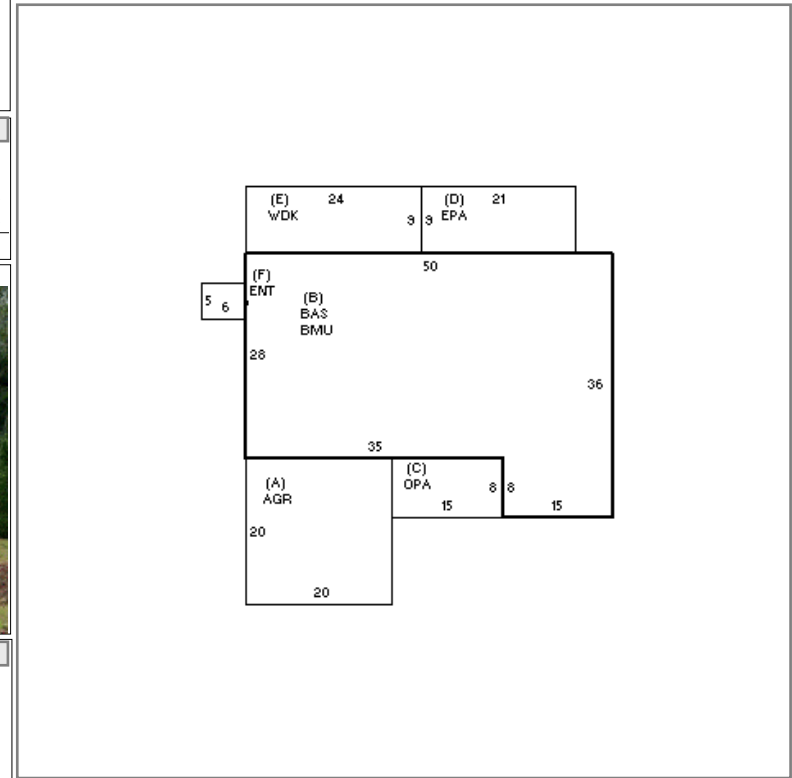 (E) 24
WDK
9
(D) 21
9 EPA
50
(F)
ENT
5 6
(B)
BAS
BMU
28
36
35
(A)
AGR
(C)
OPA
8 8
15 15
20
20